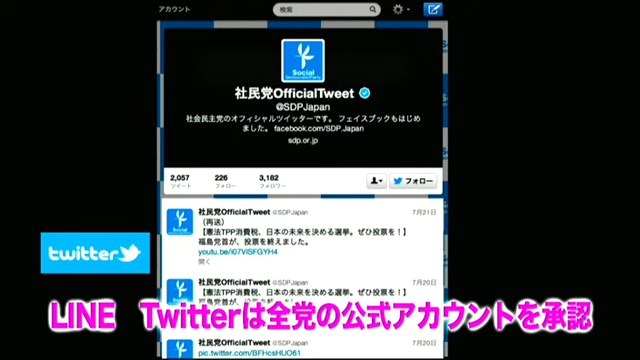 アカウント
検索
Social
Democratic Party
社民党OfficialTweet
@SDPJapan
社会民主党のオフィシャルツイッターです。 フェイスブックもはじめ
ました。 facebook.com/SDP.Japan
sdp.or.jp
2,057 226 3,182
ツイート フォロー フォロワー
フォロー
社民党OfficialTweet @SDPJapan 7月21日
（再送）
【憲法TPP消費税、日本の未来を決める選挙。ぜひ投票を！】
福島党首が、投票を終えました。
youtu.be/i07VISFGYH4
開く
社民党OfficialTweet @SDPJapan 7月20日
【憲法TPP消費税、日本の未来を決める選挙。ぜひ投票を！】
twitter
LINE Twitterは全党の公式アカウントを承認
社民党OfficialTweet @SDPJapan 7月20日
pic.twitter.com/BFHcsHUO61